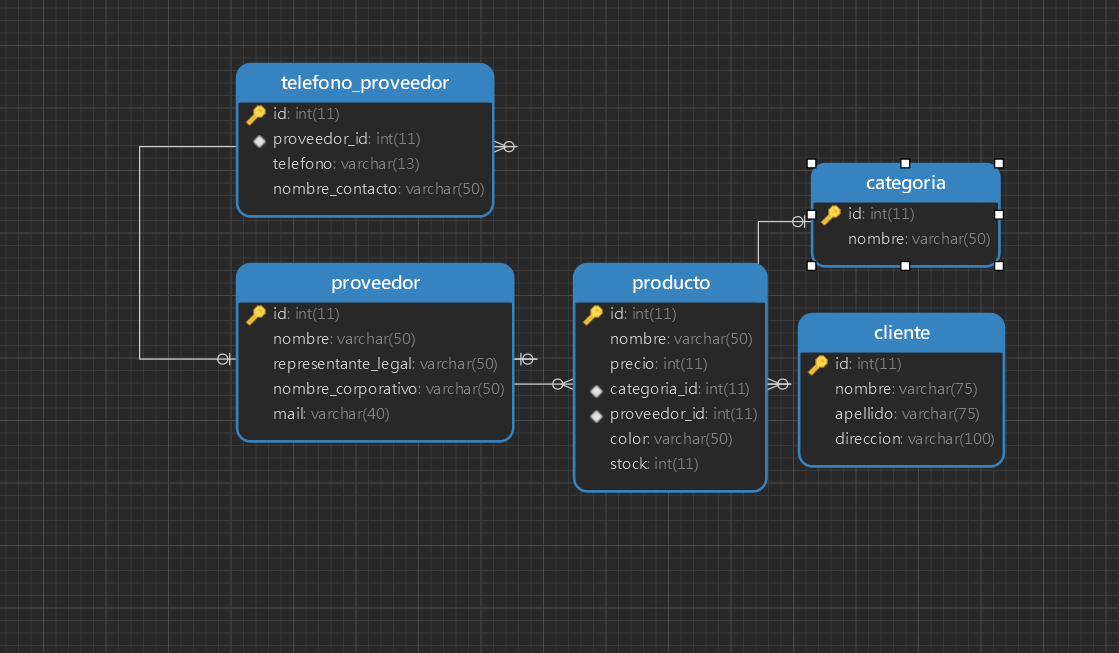 telefono_proveedor
id: int(11)
proveedor_id: int(11)
telefono: varchar(13)
nombre_contacto: varchar(50)
categoria
id: int(11)
nombre: varchar(50)
proveedor
id: int(11)
nombre: varchar(50)
representante_legal: varchar(50)
nombre_corporativo: varchar(50)
mail: varchar(40)
producto
id: int(11)
nombre: varchar(50)
precio: int(11)
categoria_id: int(11)
proveedor_id: int(11)
color: varchar(50)
stock: int(11)
cliente
id: int(11)
nombre: varchar(75)
apellido: varchar(75)
direccion: varchar(100)